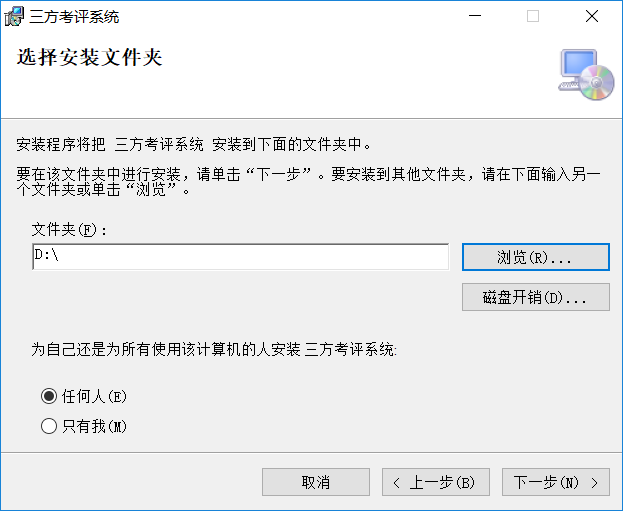 三方考评系统
选择安装文件夹
安装程序将把 三方考评系统 安装到下面的文件夹中。
要在该文件夹中进行安装，请单击“下一步”。要安装到其他文件夹，请在下面输入另一
个文件夹或单击“浏览”。
文件夹(F)：
D:\
浏览(R)...
磁盘开销(D)...
为自己还是为所有使用该计算机的人安装 三方考评系统:
任何人(E)
只有我(M)
取消
< 上一步(B)
下一步(N) >